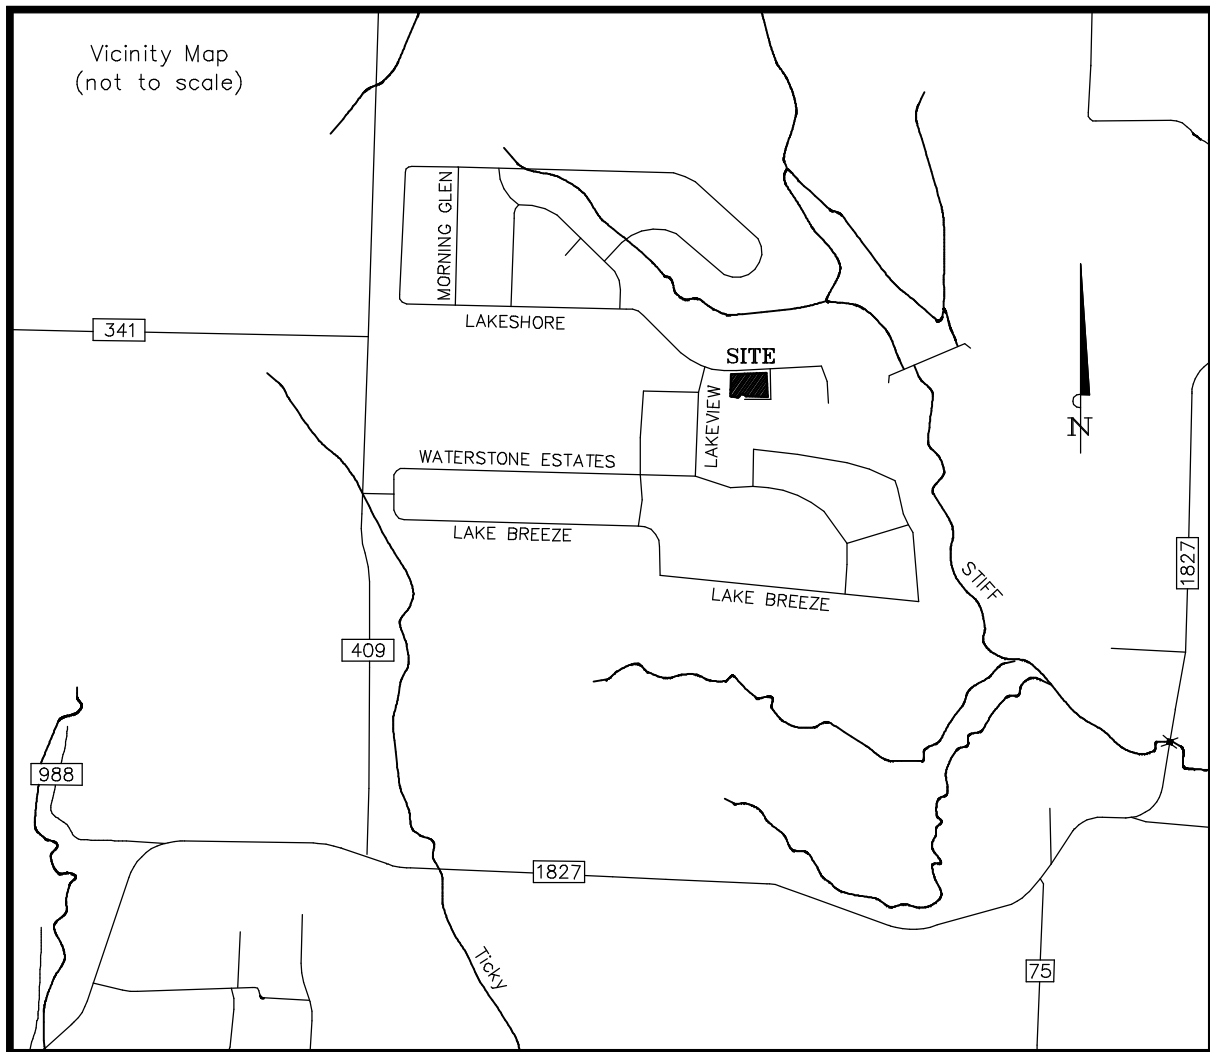 Vicinity Map
(not to scale)
MORNING GLEN
LAKESHORE
341
SITE
LAKEVIEW
N
WATERSTONE ESTATES
LAKE BREEZE
STIFF
1827
LAKE BREEZE
409
988
1827
Ticky
75